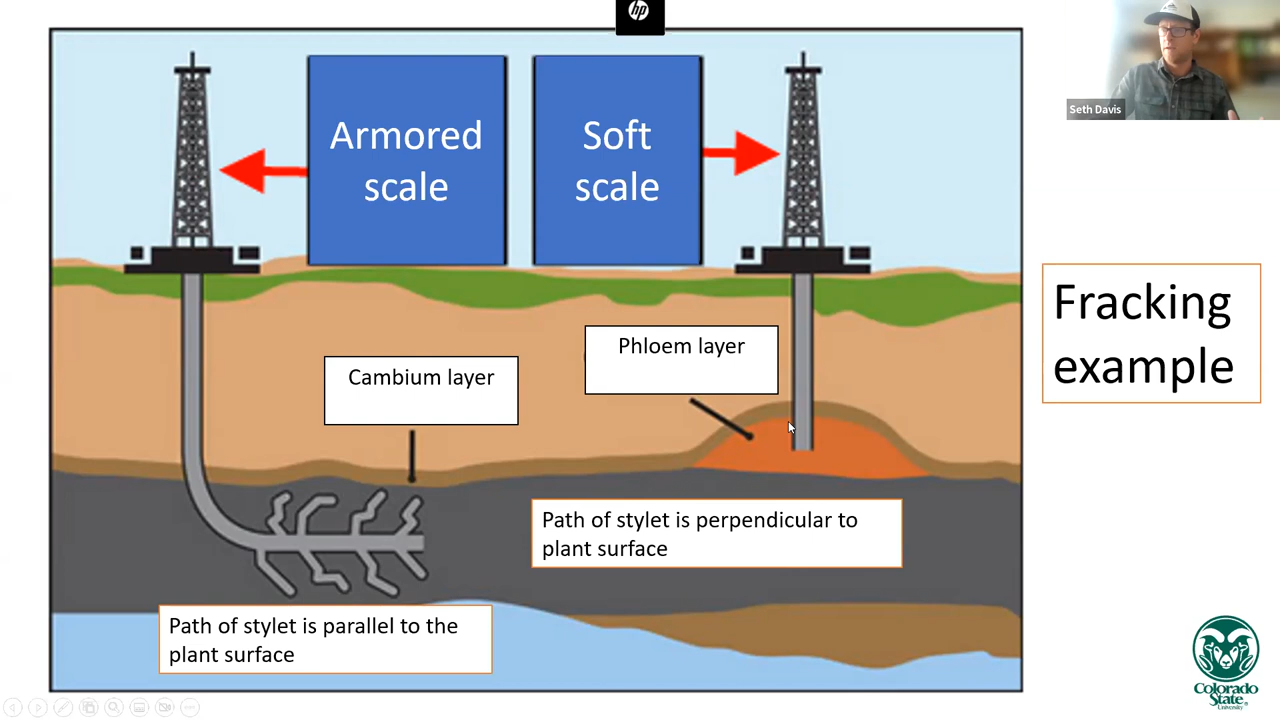 hp
Seth Davis
Armored
scale
Soft
scale
Fracking
example
Phloem layer
Cambium layer
Path of stylet is perpendicular to
plant surface
Path of stylet is parallel to the
plant surface
Colorado
State
University